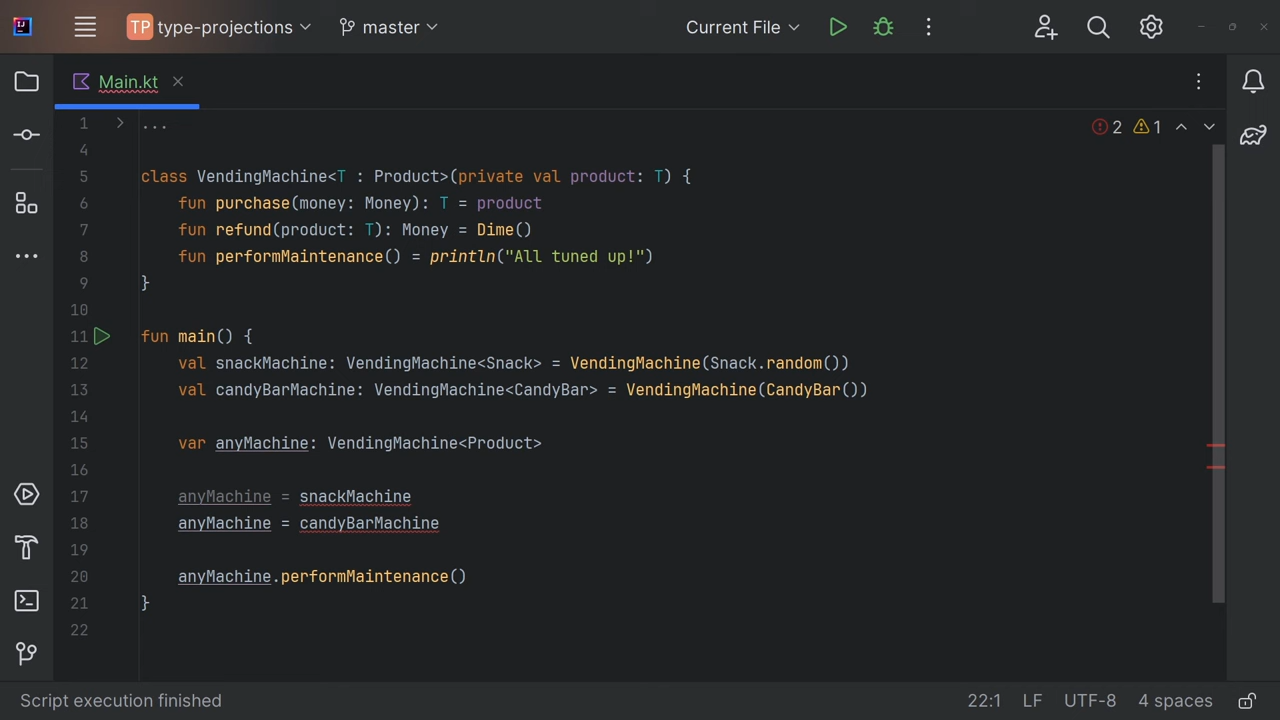 TP type-projections master Current File
Main.kt
1 ...
2 1
4
5 class VendingMachine<T : Product>(private val product: T) {
6 fun purchase(money: Money): T = product
7 fun refund(product: T): Money = Dime()
8 fun performMaintenance() = println("All tuned up!")
9 }
10
11 fun main() {
12 val snackMachine: VendingMachine<Snack> = VendingMachine(Snack.random())
13 val candyBarMachine: VendingMachine<CandyBar> = VendingMachine(CandyBar())
14
15 var anyMachine: VendingMachine<Product>
16
17 anyMachine = snackMachine
18 anyMachine = candyBarMachine
19
20 anyMachine.performMaintenance()
21 }
22
Script execution finished 22:1 LF UTF-8 4 spaces